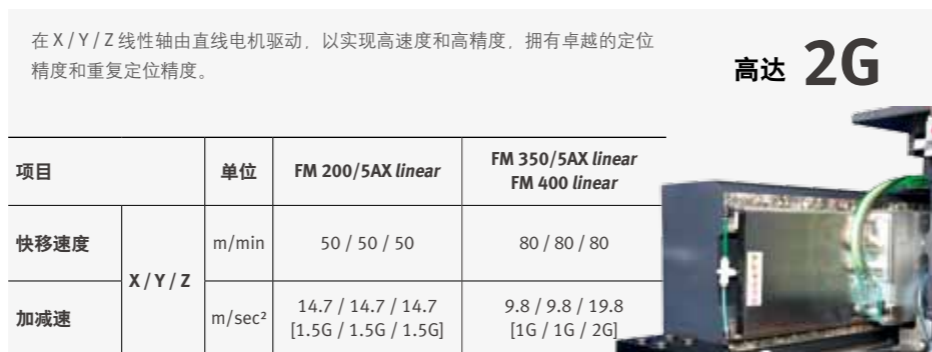 在 X / Y / Z 线性轴由直线电机驱动，以实现高速度和高精度，拥有卓越的定位
精度和重复定位精度。
高达 2G
项目 单位 FM 200/5AX linear FM 350/5AX linear
FM 400 linear
快移速度 X / Y / Z m/min 50 / 50 / 50 80 / 80 / 80
加减速 m/sec² 14.7 / 14.7 / 14.7 9.8 / 9.8 / 19.8
[1.5G / 1.5G / 1.5G] [1G / 1G / 2G]